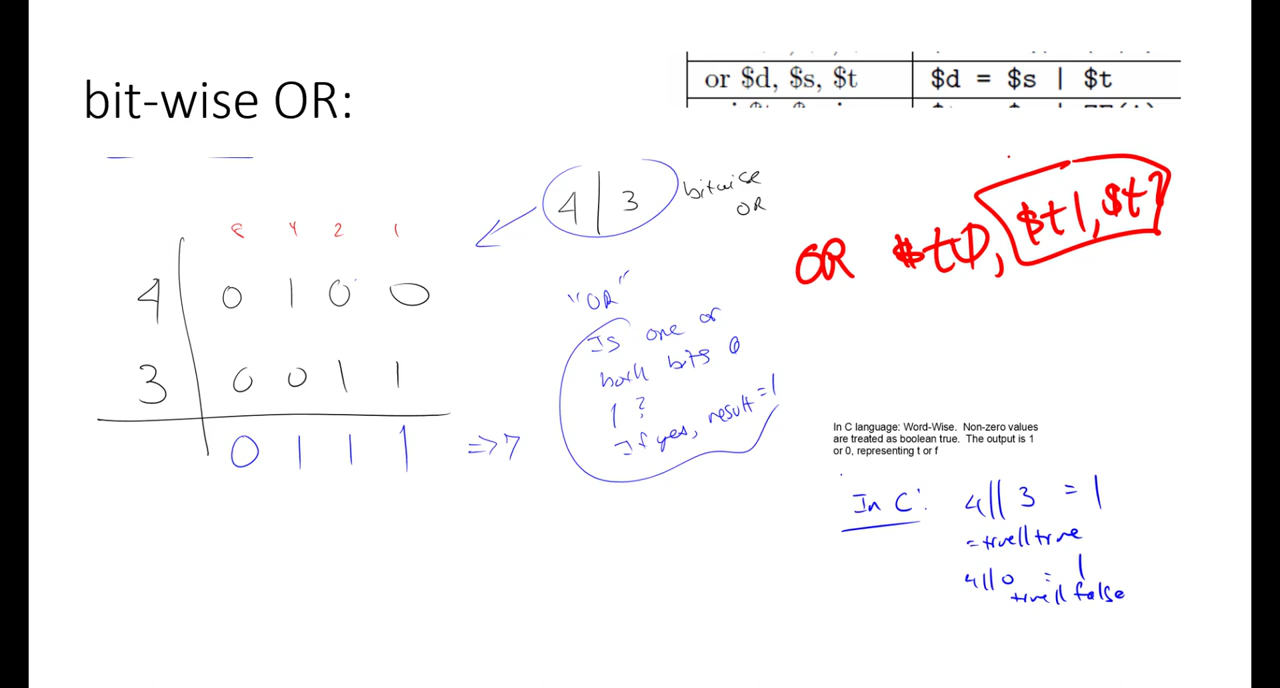 bit-wise OR:
or $d, $s, $t
$d = $s | $t
4 | 3
bitwise
OR
OR $t0, $t1, $t2
8 4 2 1
4 0 1 0 0
3 0 0 1 1
0 1 1 1 => 7
"OR"
Is one or
both bits @
1 ?
If yes, result = 1
In C language: Word-Wise. Non-zero values
are treated as boolean true. The output is 1
or 0, representing t or f
In C: 4||3 = 1
= true||true
4||0 = 1
true||false